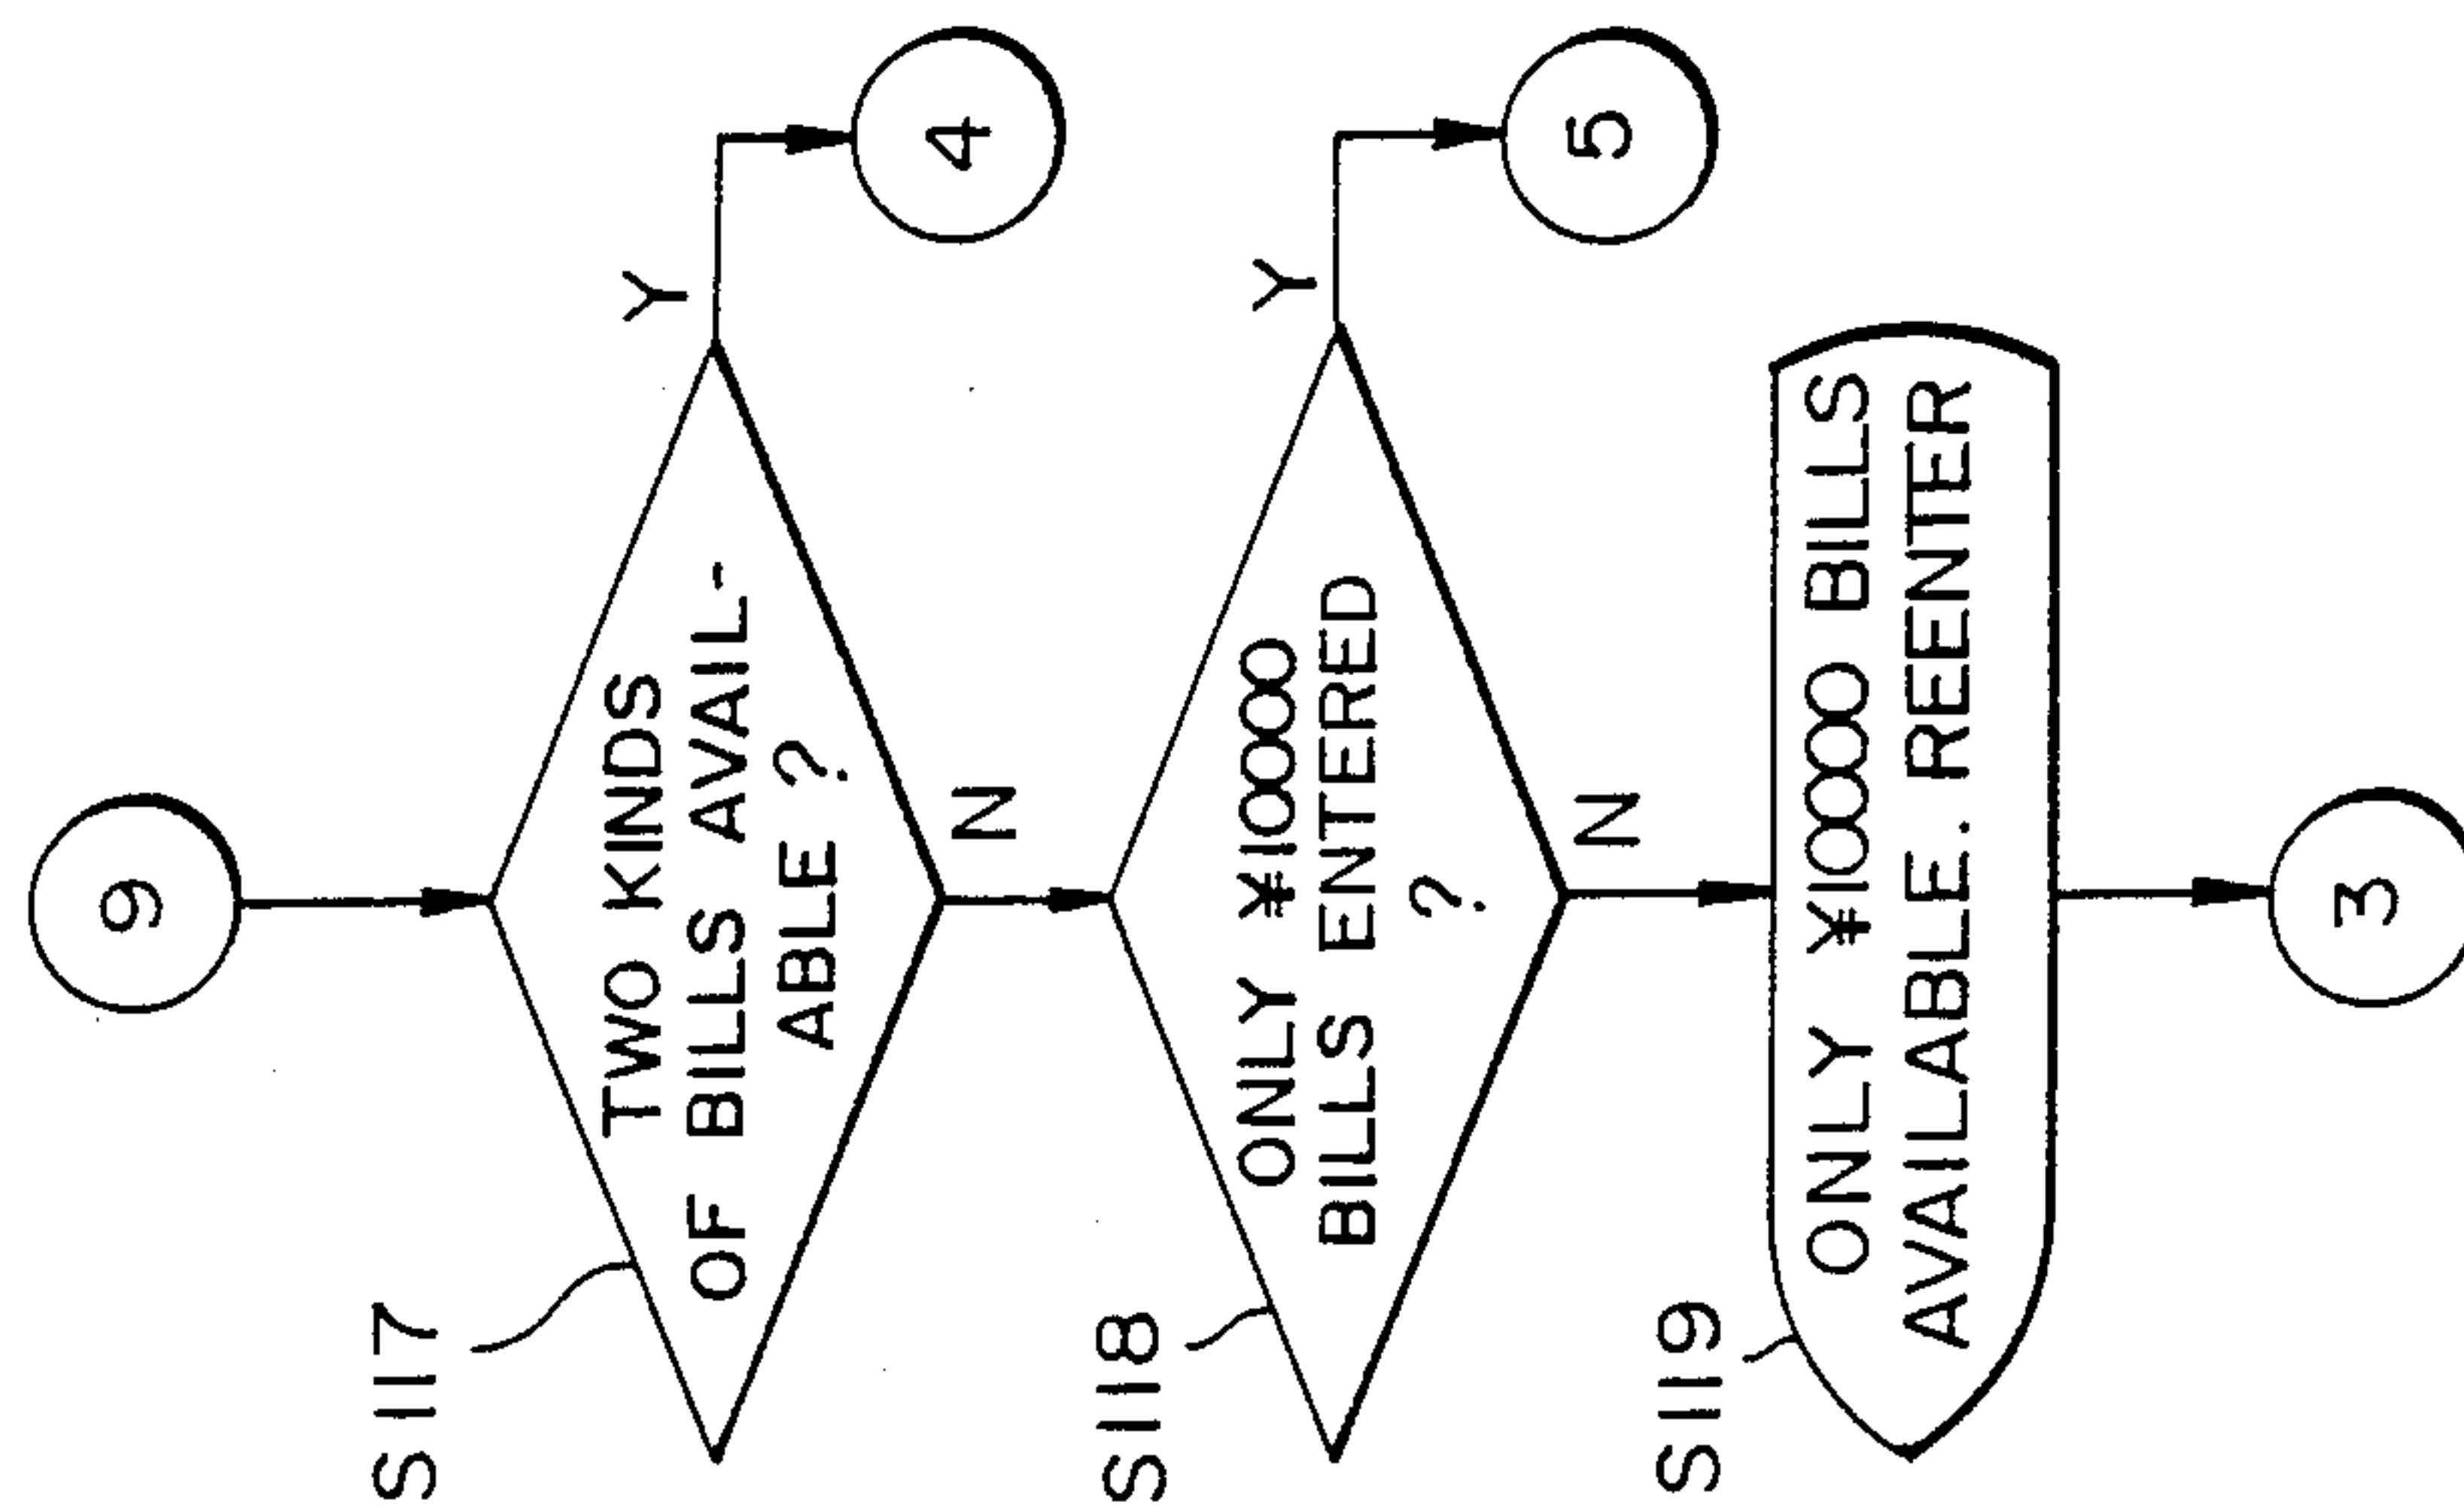 9
S117
TWO KINDS
OF BILLS AVAIL-
ABLE ?
Y
4
N
S118
ONLY ¥10000
BILLS ENTERED
?
Y
5
N
S119
ONLY ¥10000 BILLS
AVAILABLE. REENTER
3